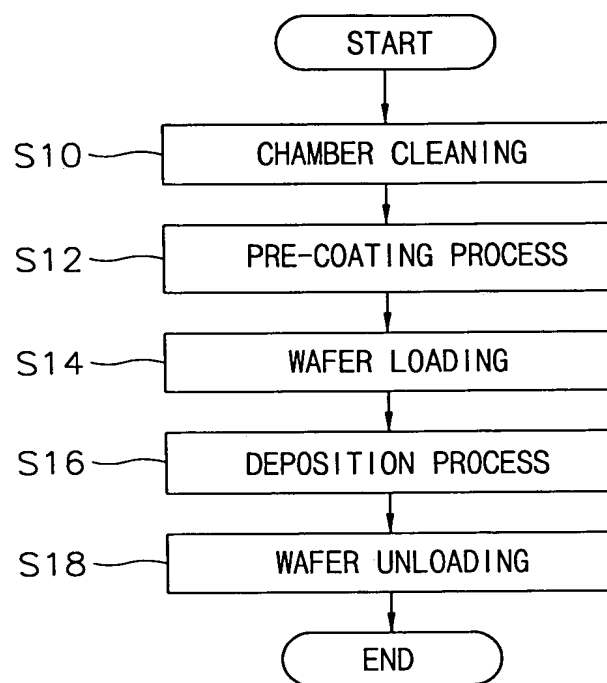 START
S10 CHAMBER CLEANING
S12 PRE-COATING PROCESS
S14 WAFER LOADING
S16 DEPOSITION PROCESS
S18 WAFER UNLOADING
END